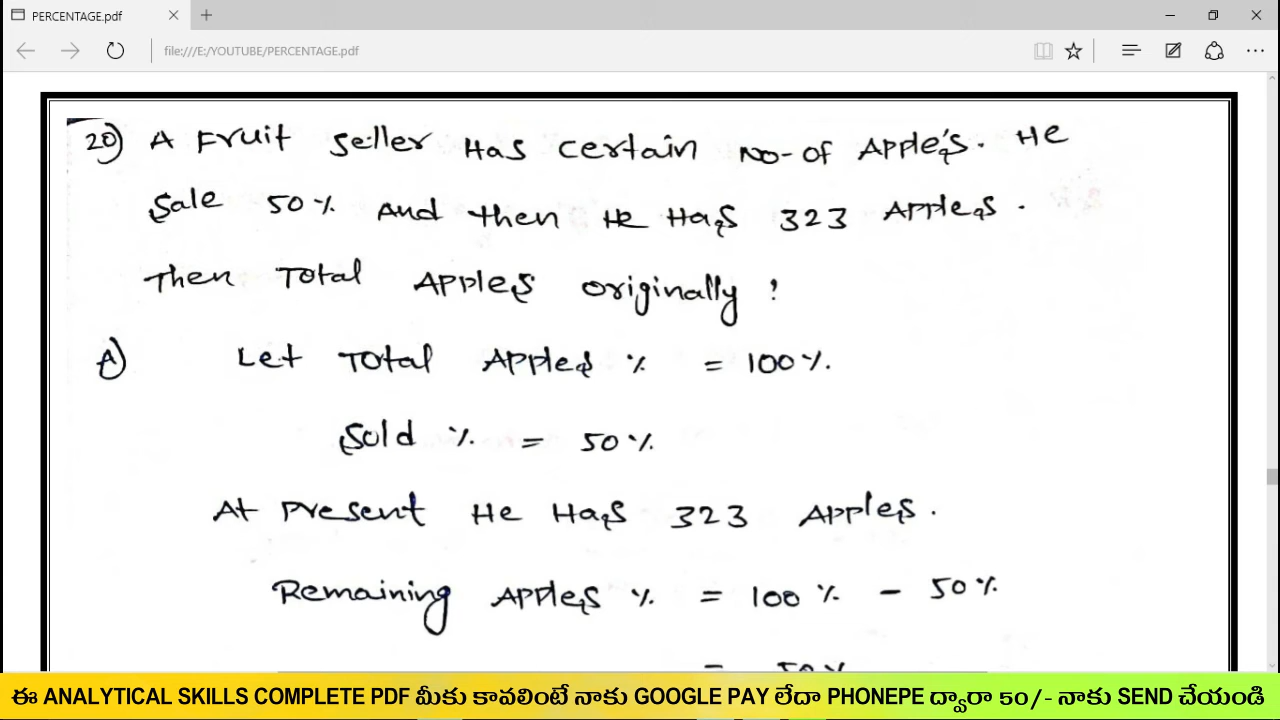 PERCENTAGE.pdf
file:///E:/YOUTUBE/PERCENTAGE.pdf
20) A Fruit Seller Has Certain No-of Apple's. He
Sale 50% And then He Has 323 Apples.
Then Total Apples originally ?
A) Let Total Apples % = 100%.
Sold % = 50%
At Present He Has 323 Apples.
Remaining Apples % = 100% - 50%
= 50%
ఈ ANALYTICAL SKILLS COMPLETE PDF మీకు కావలింటే నాకు GOOGLE PAY లేదా PHONEPE ద్వారా 50/- నాకు SEND చేయండి